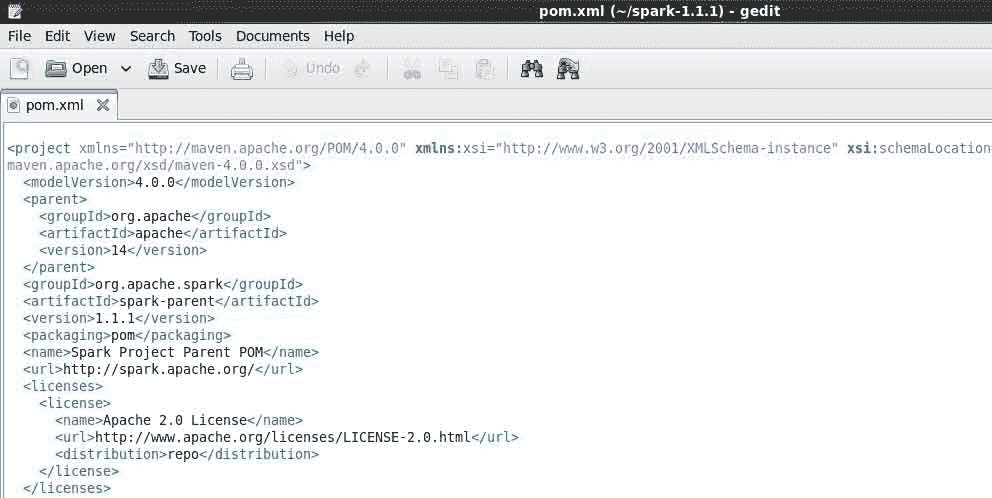 pom.xml (~/spark-1.1.1) - gedit
File Edit View Search Tools Documents Help
Open Save Undo
pom.xml
<project xmlns="http://maven.apache.org/POM/4.0.0" xmlns:xsi="http://www.w3.org/2001/XMLSchema-instance" xsi:schemaLocation=
maven.apache.org/xsd/maven-4.0.0.xsd">
  <modelVersion>4.0.0</modelVersion>
  <parent>
    <groupId>org.apache</groupId>
    <artifactId>apache</artifactId>
    <version>14</version>
  </parent>
  <groupId>org.apache.spark</groupId>
  <artifactId>spark-parent</artifactId>
  <version>1.1.1</version>
  <packaging>pom</packaging>
  <name>Spark Project Parent POM</name>
  <url>http://spark.apache.org/</url>
  <licenses>
    <license>
      <name>Apache 2.0 License</name>
      <url>http://www.apache.org/licenses/LICENSE-2.0.html</url>
      <distribution>repo</distribution>
    </license>
  </licenses>